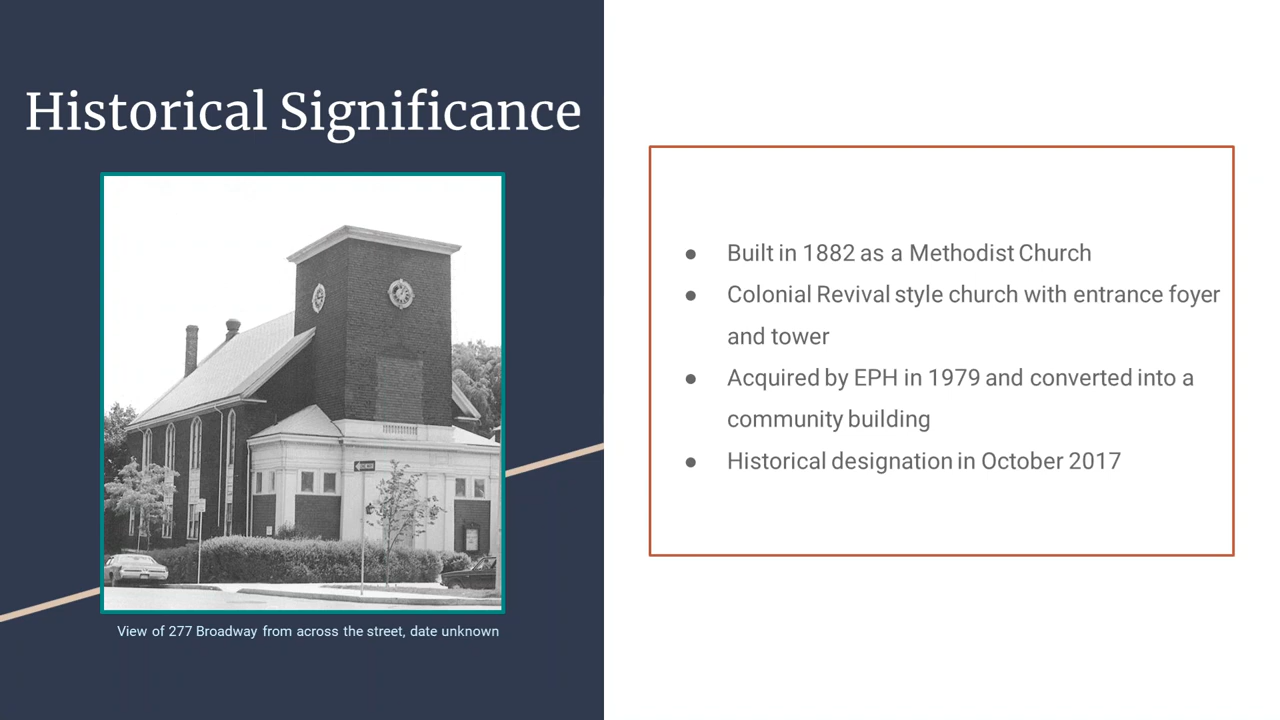 Historical Significance
View of 277 Broadway from across the street, date unknown
● Built in 1882 as a Methodist Church
● Colonial Revival style church with entrance foyer
and tower
● Acquired by EPH in 1979 and converted into a
community building
● Historical designation in October 2017